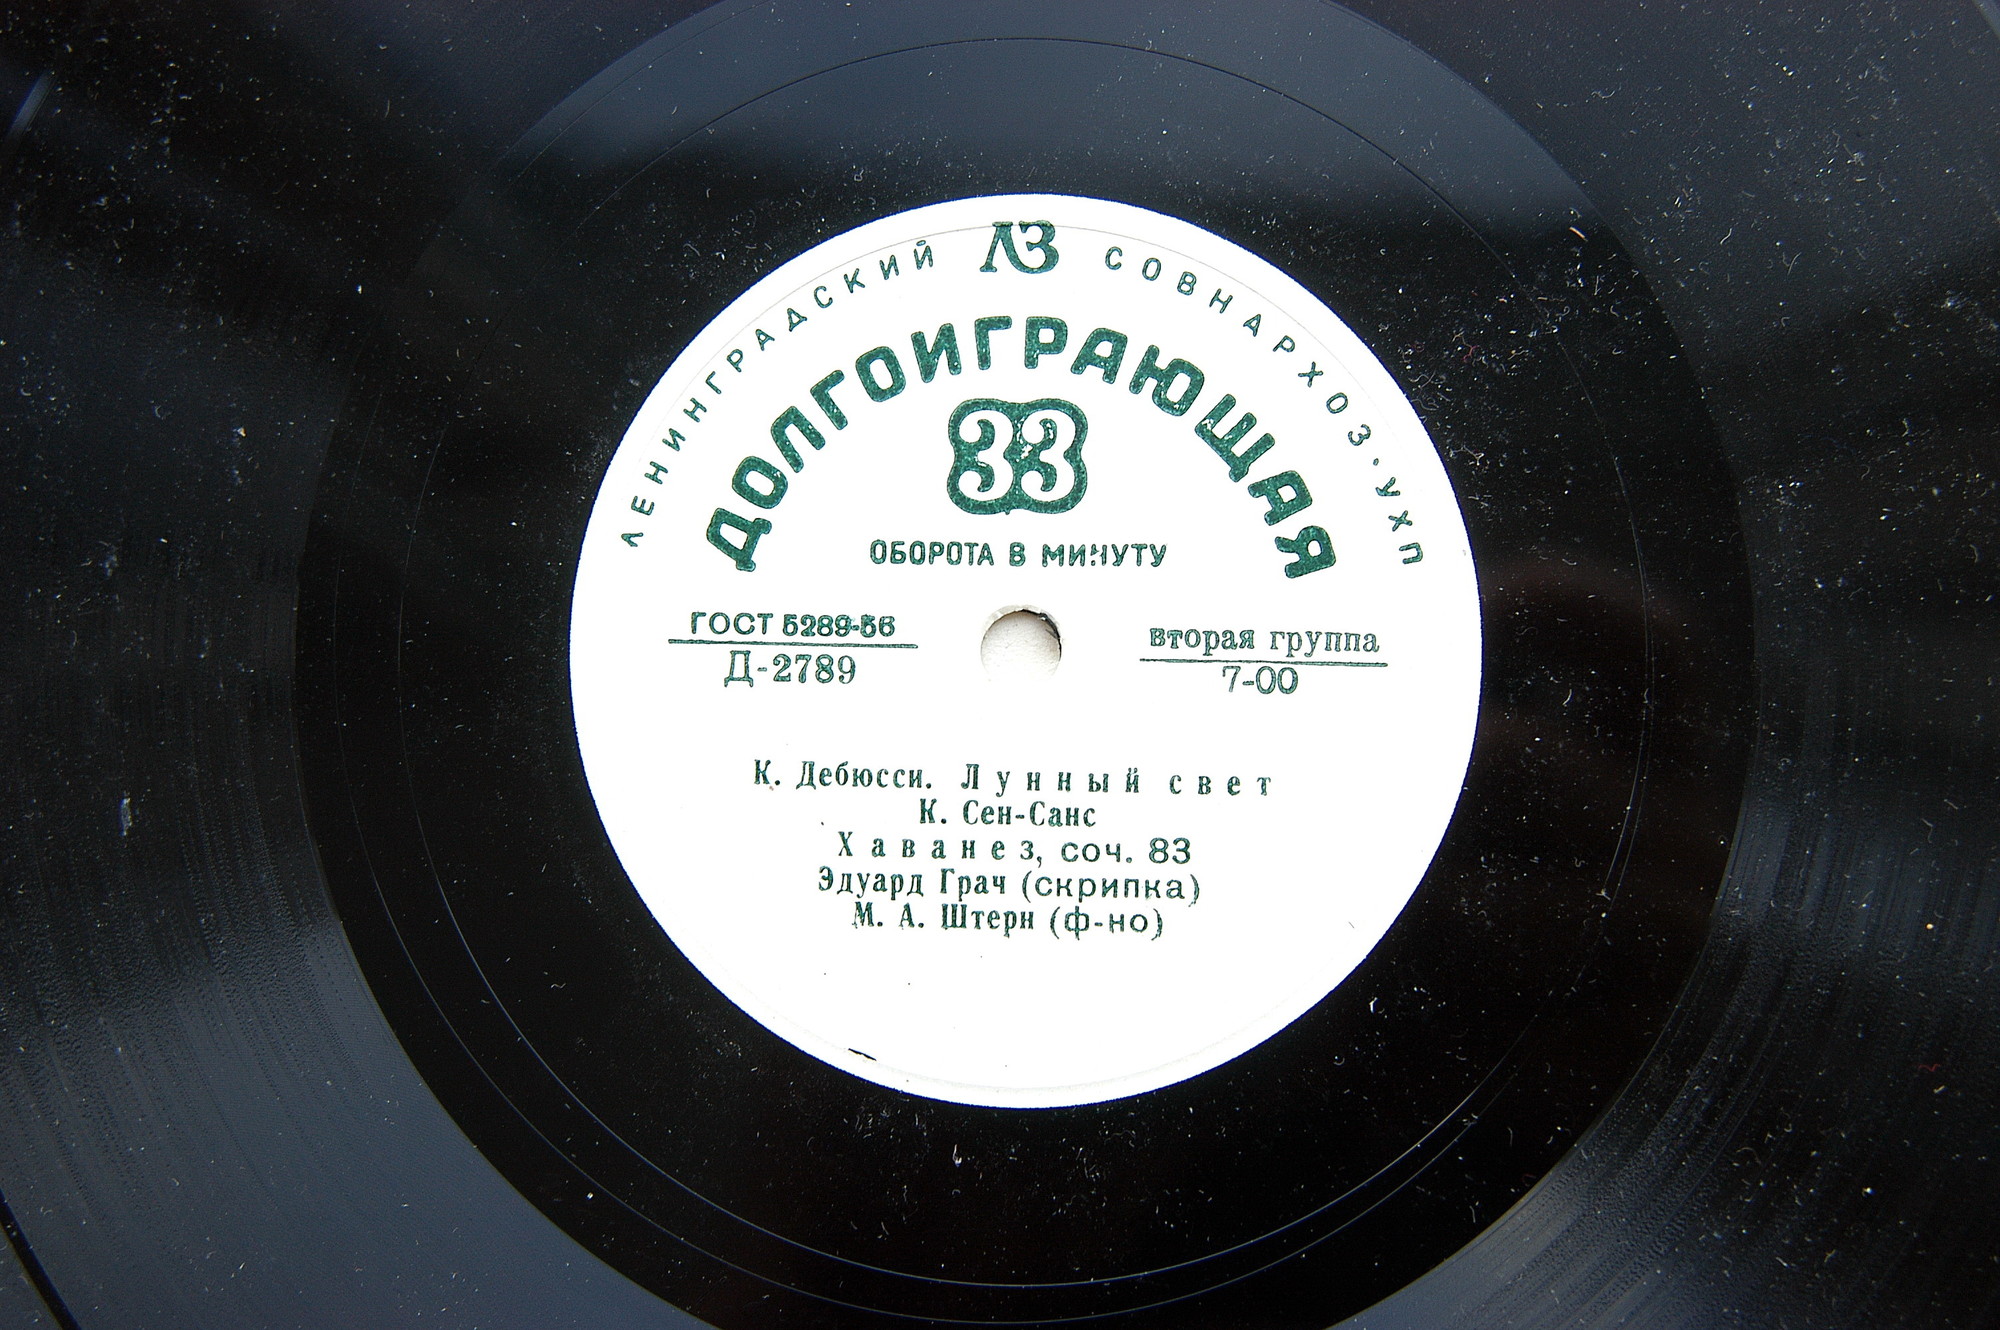 ЛЕНИНГРАДСКИЙ ЛЗ СОВНАРХОЗ·УХП
ДОЛГОИГРАЮЩАЯ
33
ОБОРОТА В МИНУТУ
ГОСТ 5289-56
Д-2789
вторая группа
7-00
К. Дебюсси. Лунный свет
К. Сен-Санс
Хаванез, соч. 83
Эдуард Грач (скрипка)
М. А. Штерн (ф-но)